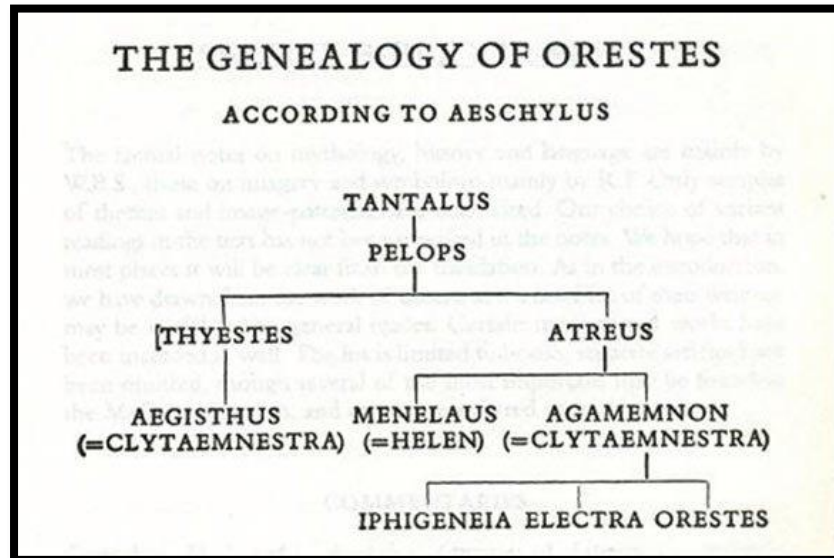 THE GENEALOGY OF ORESTES
ACCORDING TO AESCHYLUS
TANTALUS
PELOPS
THYESTES ATREUS
AEGISTHUS MENELAUS AGAMEMNON
(=CLYTAEMNESTRA) (=HELEN) (=CLYTAEMNESTRA)
IPHIGENEIA ELECTRA ORESTES